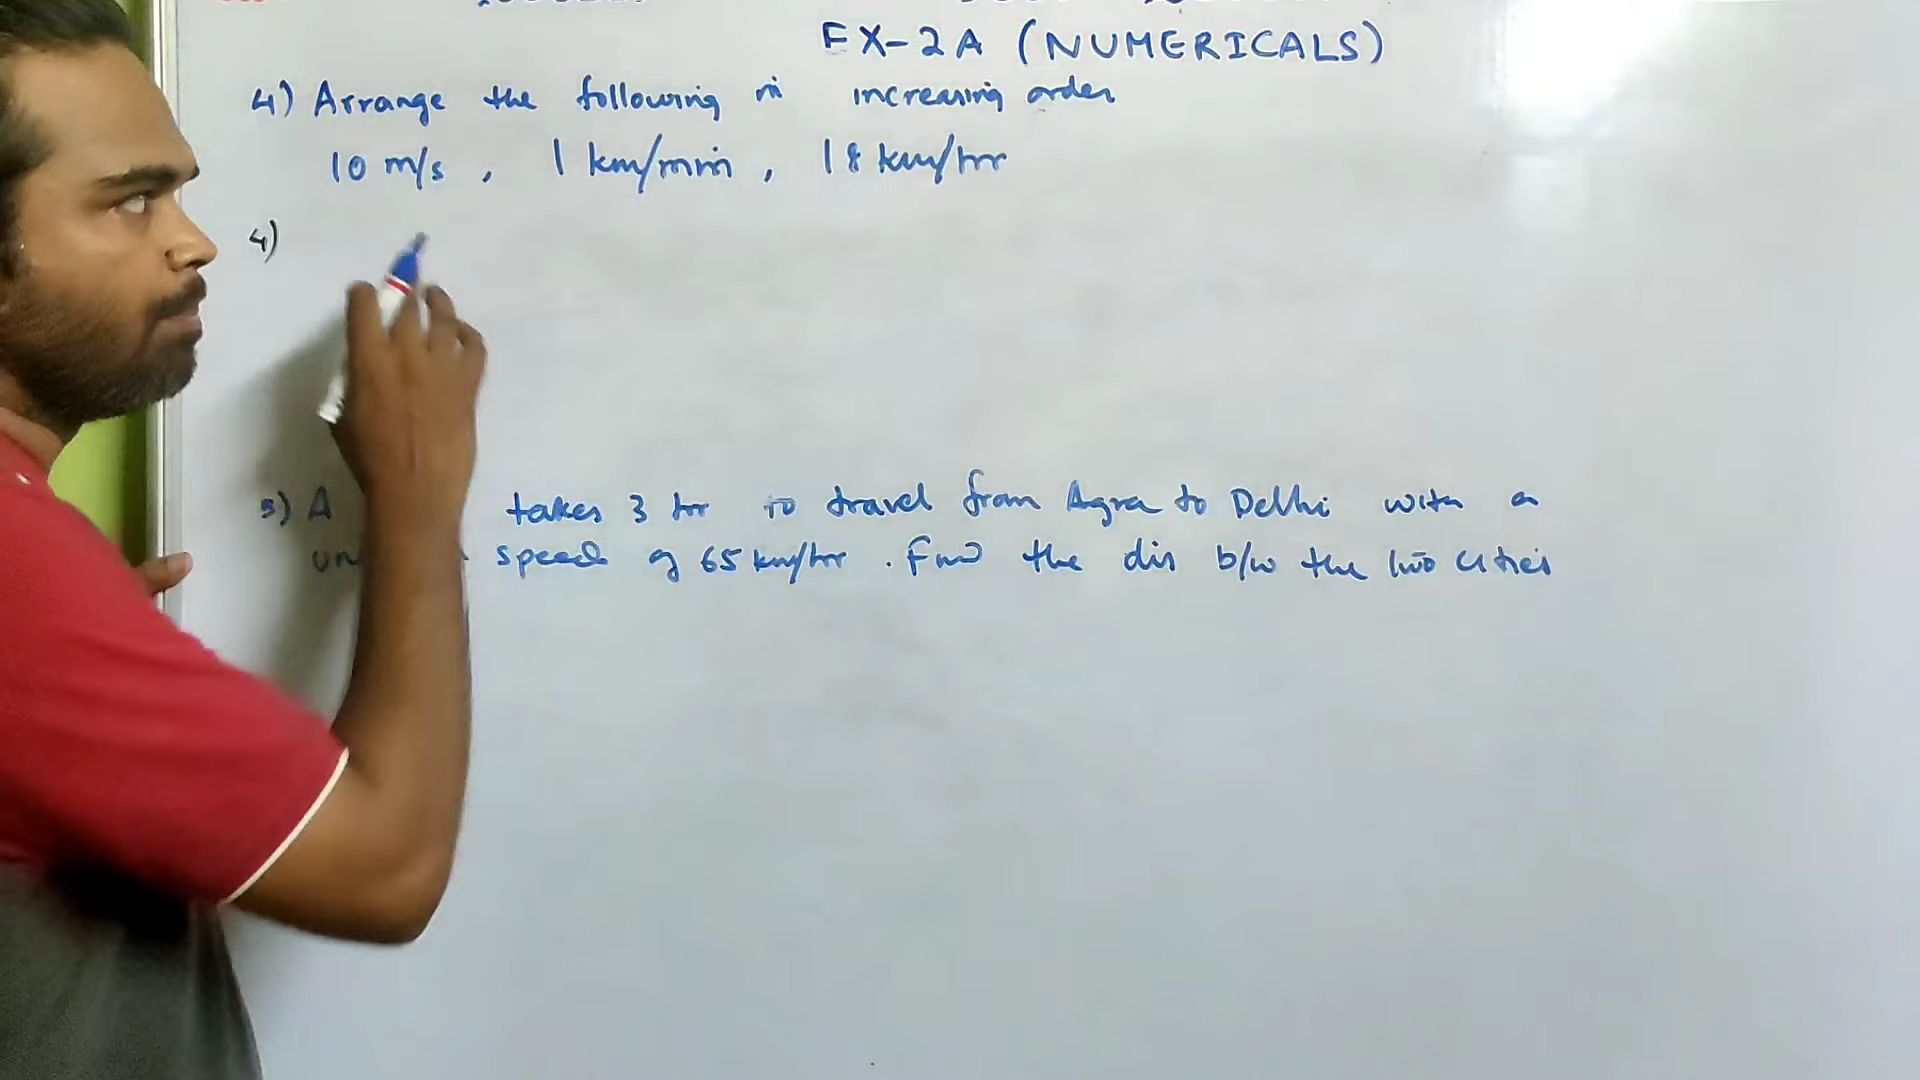 EX-2A (NUMERICALS)
4) Arrange the following in increasing order
10 m/s , 1 km/min , 18 km/hr
4)
5) A takes 3 hr to travel from Agra to Delhi with a
speed of 65 km/hr . Find the dis b/w the two cities